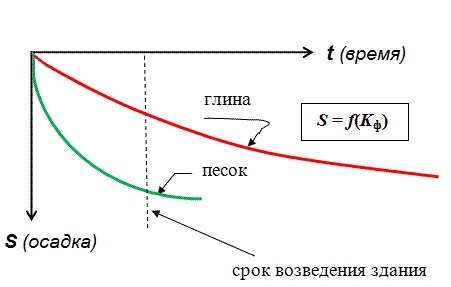 t (время)
глина
S = f(Kф)
песок
S (осадка)
срок возведения здания